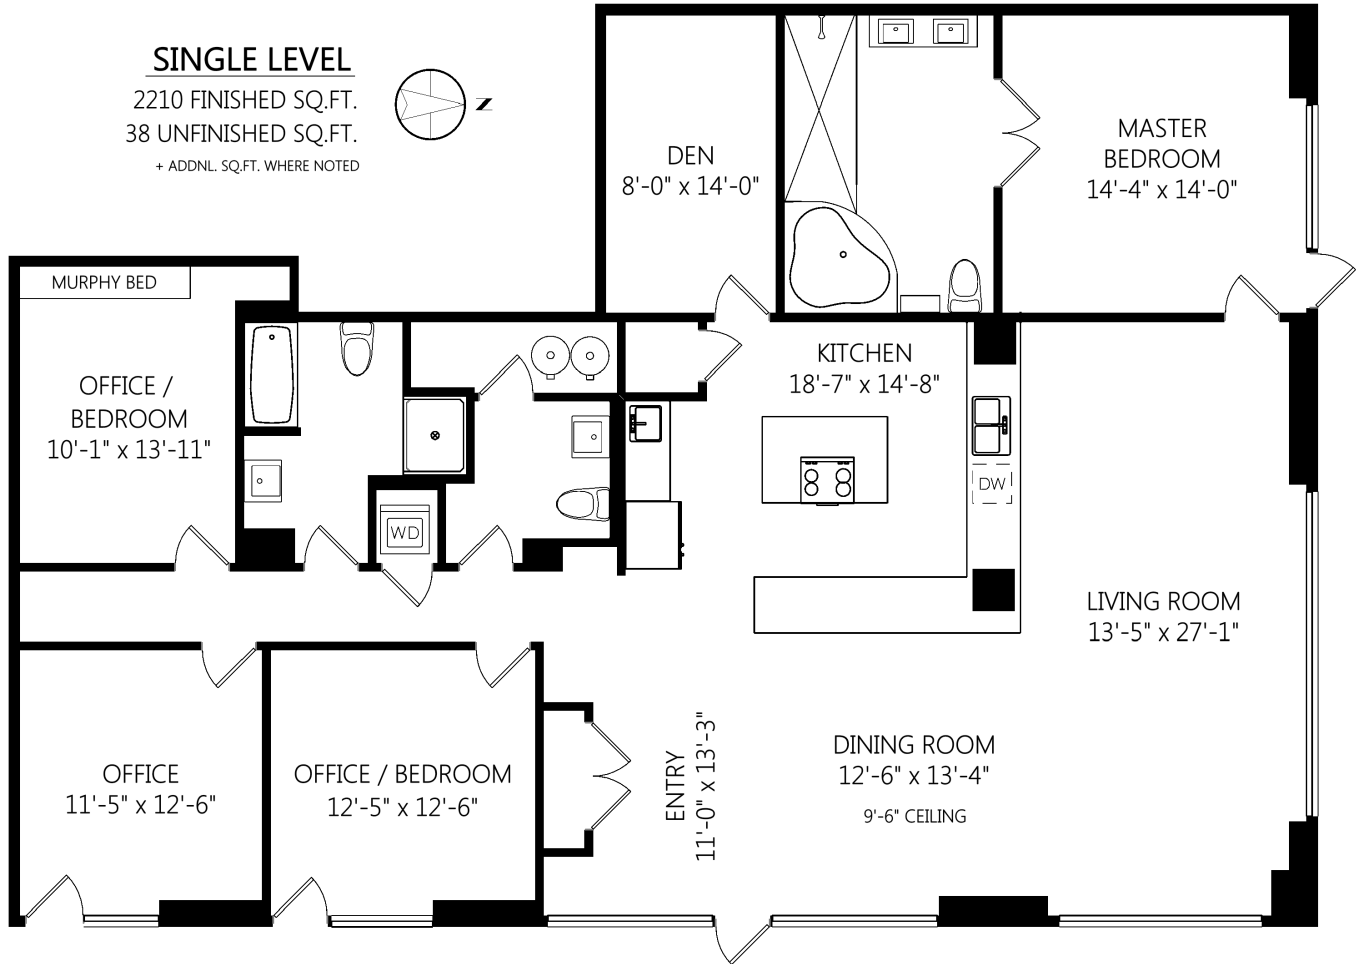 SINGLE LEVEL
2210 FINISHED SQ.FT.
38 UNFINISHED SQ.FT.
+ ADDNL. SQ.FT. WHERE NOTED
N
DEN
8'-0" x 14'-0"
MASTER
BEDROOM
14'-4" x 14'-0"
MURPHY BED
OFFICE /
BEDROOM
10'-1" x 13'-11"
KITCHEN
18'-7" x 14'-8"
DW
WD
LIVING ROOM
13'-5" x 27'-1"
OFFICE
11'-5" x 12'-6"
OFFICE / BEDROOM
12'-5" x 12'-6"
ENTRY
11'-0" x 13'-3"
DINING ROOM
12'-6" x 13'-4"
9'-6" CEILING